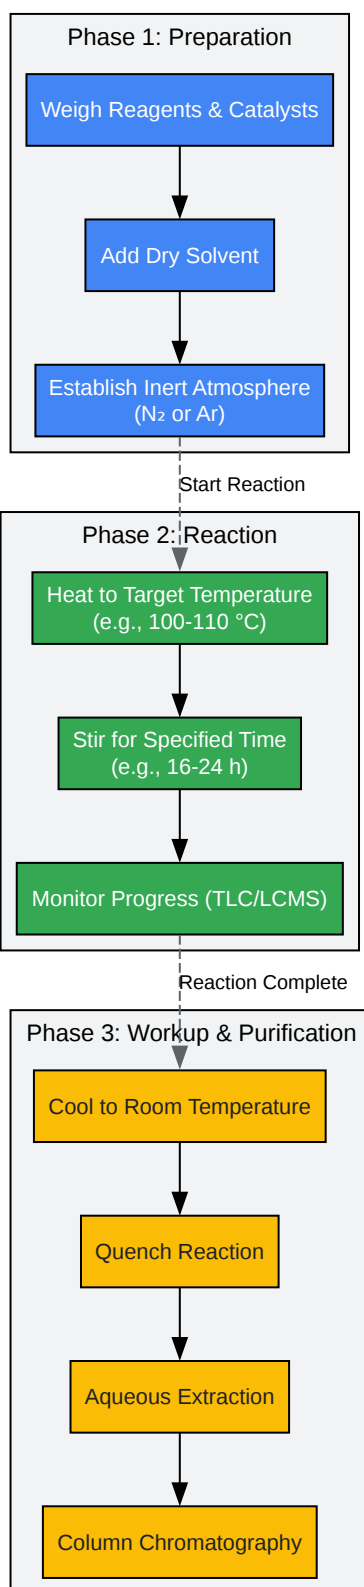 Phase 1: Preparation
Weigh Reagents & Catalysts
Add Dry Solvent
Establish Inert Atmosphere
(N₂ or Ar)
Start Reaction
Phase 2: Reaction
Heat to Target Temperature
(e.g., 100-110 °C)
Stir for Specified Time
(e.g., 16-24 h)
Monitor Progress (TLC/LCMS)
Reaction Complete
Phase 3: Workup & Purification
Cool to Room Temperature
Quench Reaction
Aqueous Extraction
Column Chromatography